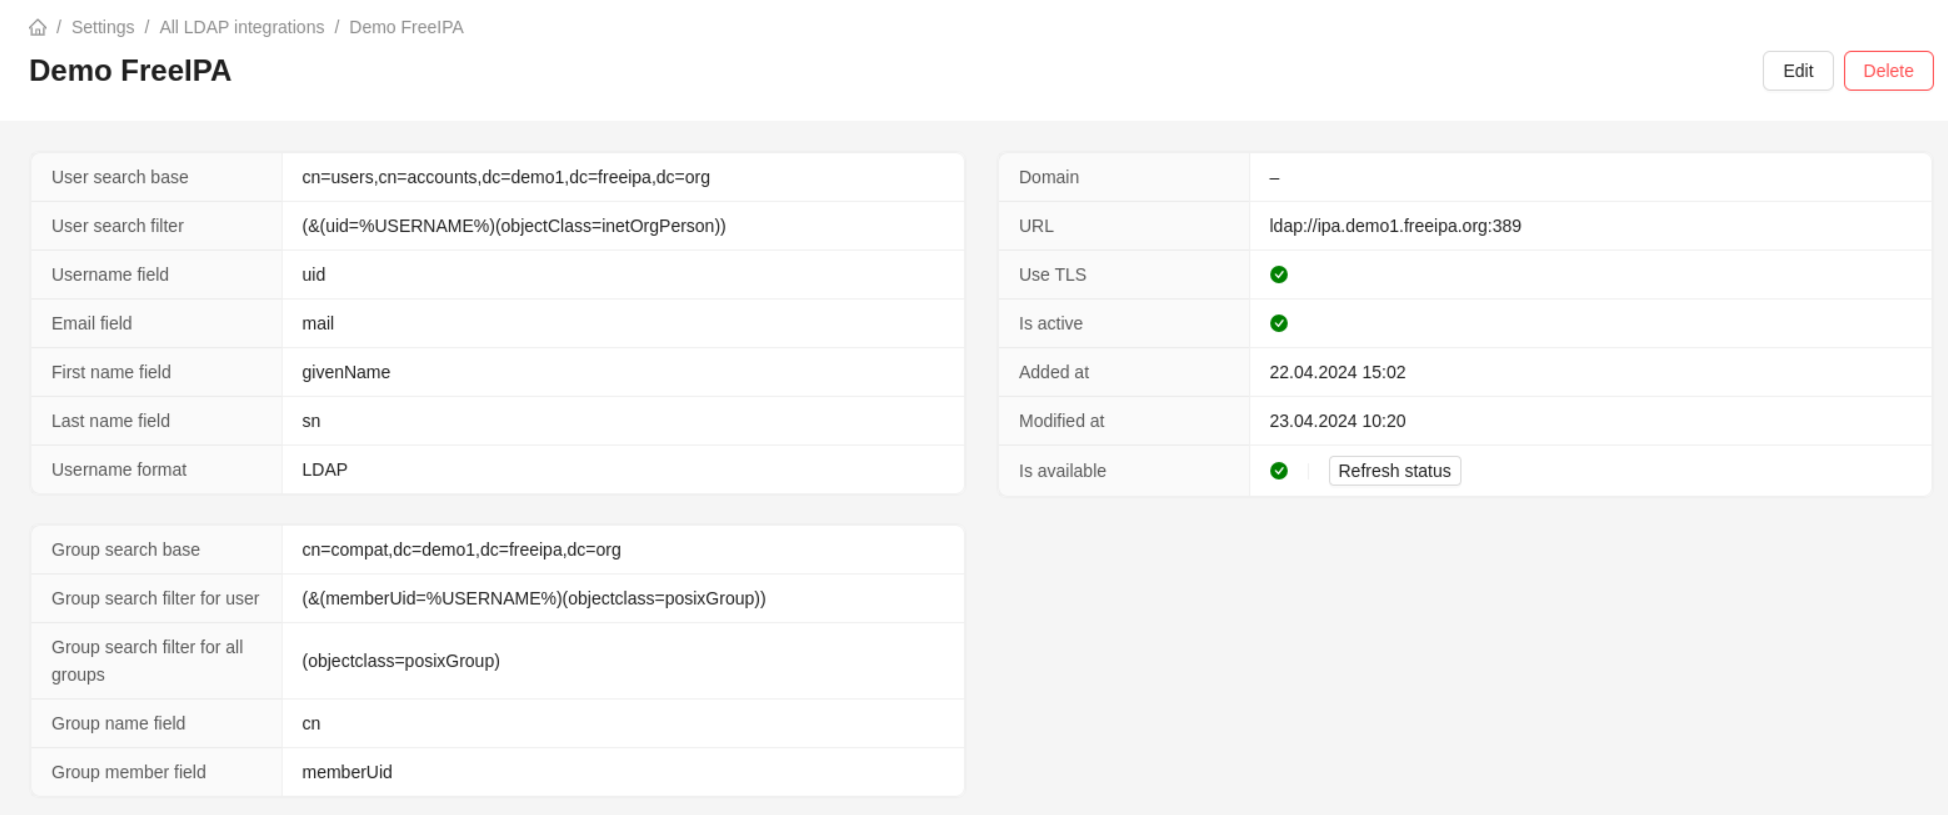 / Settings / All LDAP integrations / Demo FreeIPA
Demo FreeIPA
Edit Delete
User search base cn=users,cn=accounts,dc=demo1,dc=freeipa,dc=org
User search filter (&(uid=%USERNAME%)(objectClass=inetOrgPerson))
Username field uid
Email field mail
First name field givenName
Last name field sn
Username format LDAP
Domain –
URL ldap://ipa.demo1.freeipa.org:389
Use TLS
Is active
Added at 22.04.2024 15:02
Modified at 23.04.2024 10:20
Is available Refresh status
Group search base cn=compat,dc=demo1,dc=freeipa,dc=org
Group search filter for user (&(memberUid=%USERNAME%)(objectclass=posixGroup))
Group search filter for all
groups (objectclass=posixGroup)
Group name field cn
Group member field memberUid